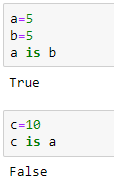 a=5
b=5
a is b
True
c=10
c is a
False